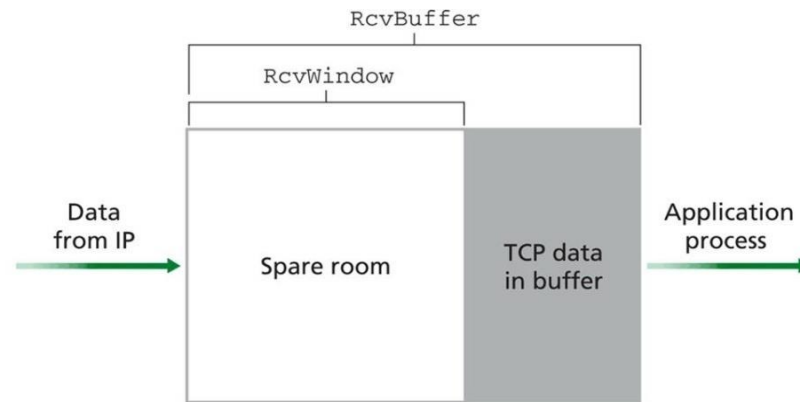 RcvBuffer
RcvWindow
Data
from IP
Spare room
TCP data
in buffer
Application
process